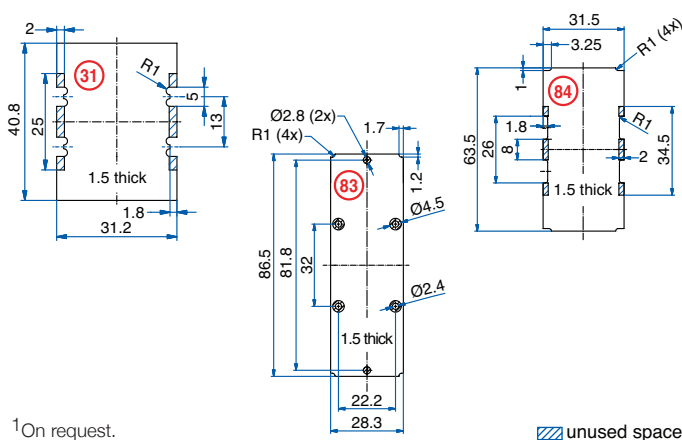 2
31
R1
40.8
25
5
13
1.5 thick
1.8
31.2
Ø2.8 (2x)
R1 (4x)
1.7
1.2
83
Ø4.5
86.5
81.8
32
Ø2.4
1.5 thick
22.2
28.3
31.5
R1 (4x)
3.25
1
84
1.8
R1
63.5
26
8
2
34.5
1.5 thick
1On request.
unused space